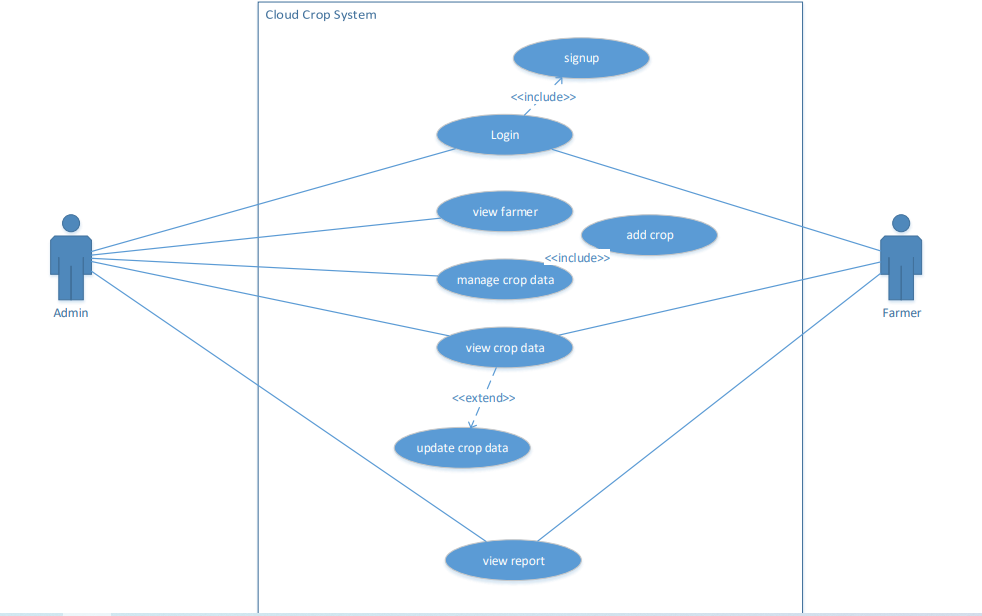 Cloud Crop System
signup
<<include>>
Login
view farmer
add crop
<<include>>
manage crop data
Admin
Farmer
view crop data
<<extend>>
update crop data
view report